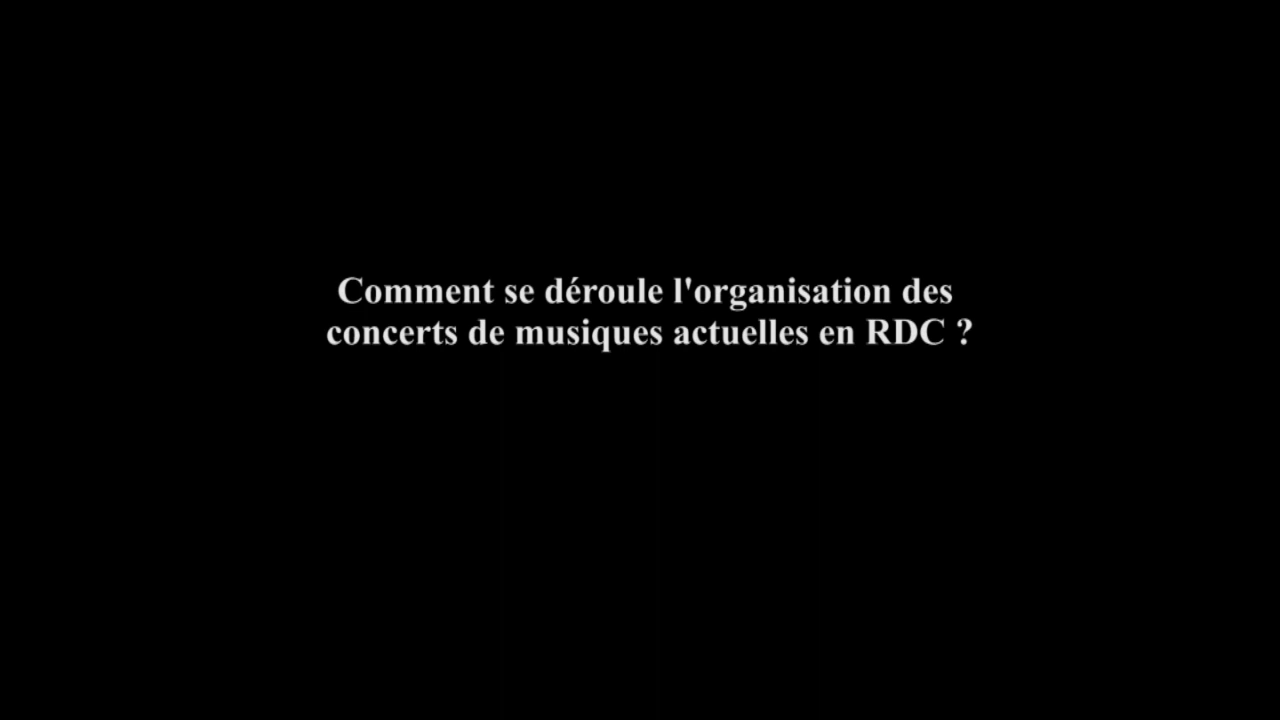 Comment se déroule l'organisation des
concerts de musiques actuelles en RDC ?